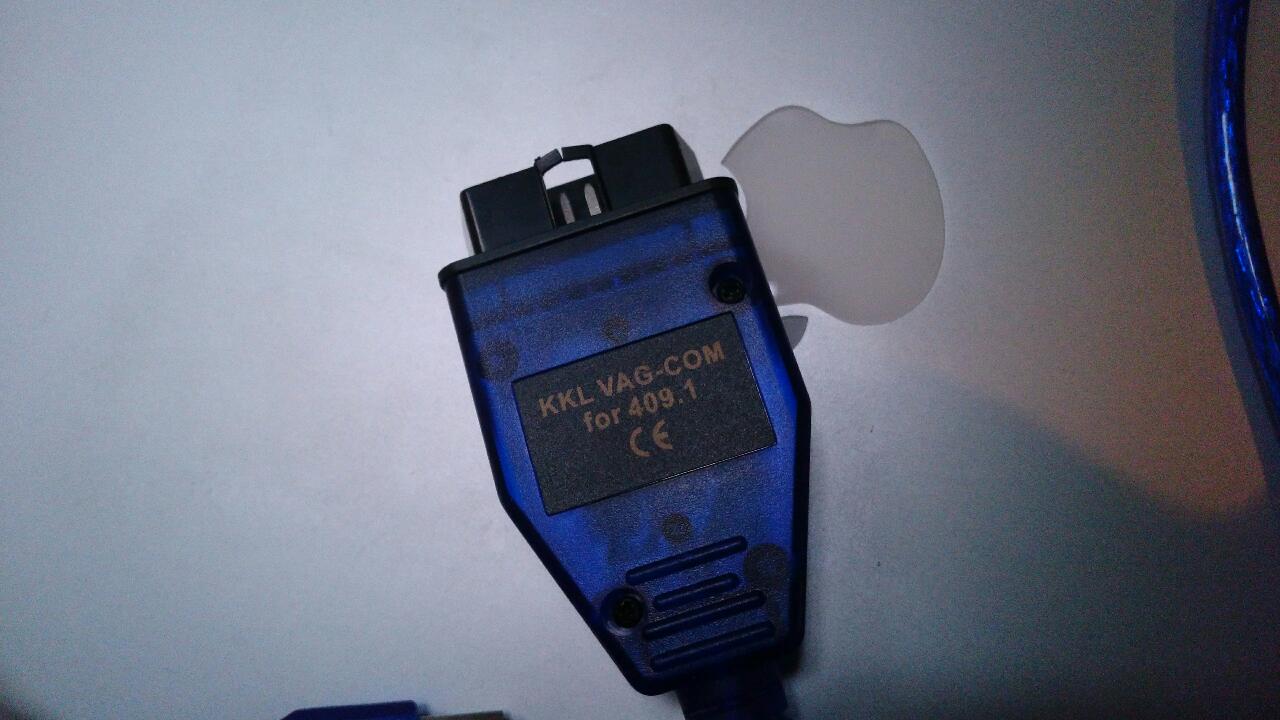 KKL VAG-COM
for 409.1
CE